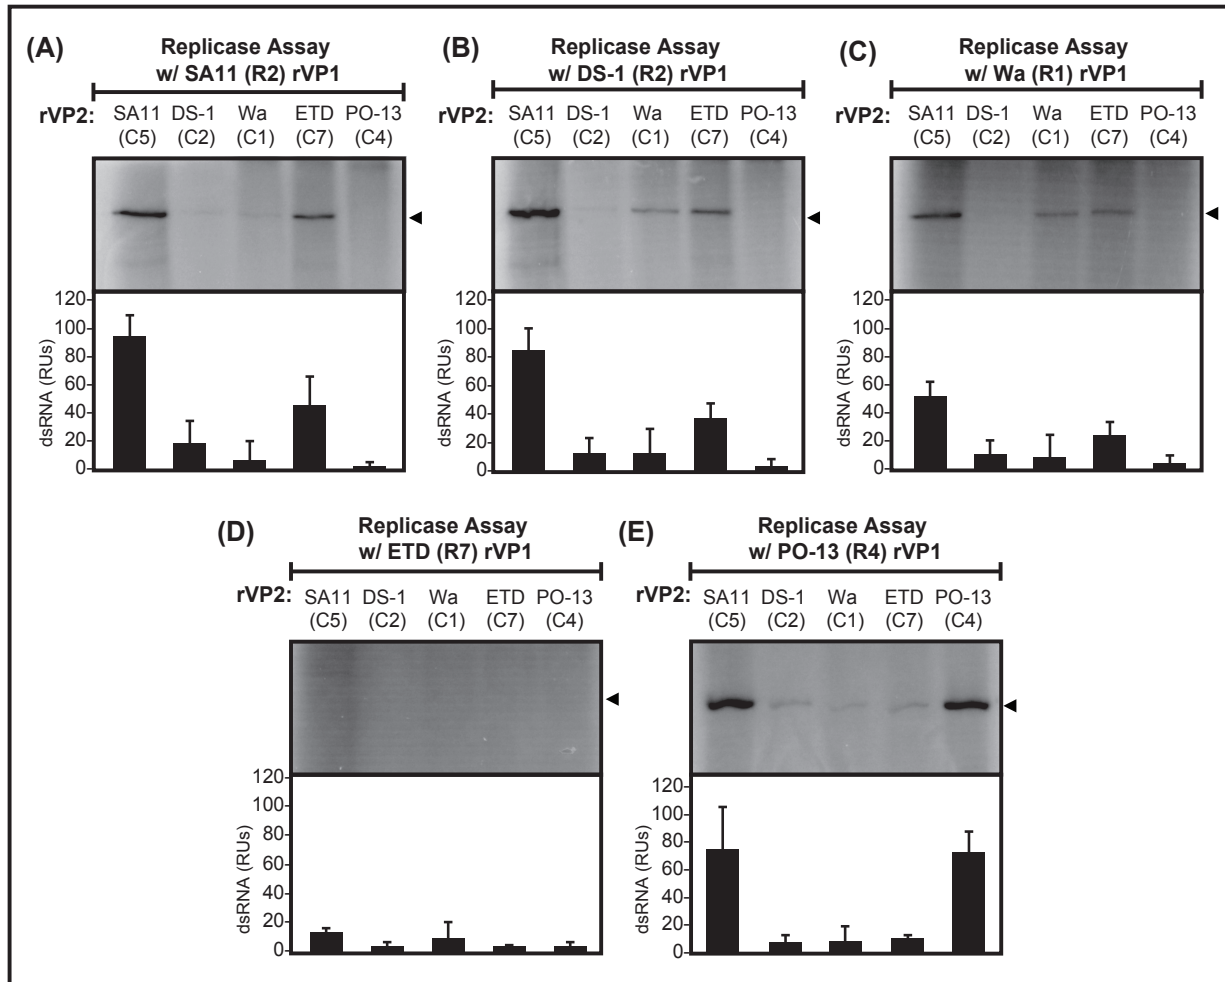 (A)
Replicase Assay
w/ SA11 (R2) rVP1
rVP2: SA11 DS-1 Wa ETD PO-13
(C5) (C2) (C1) (C7) (C4)
120
100
80
60
40
20
0
dsRNA (RUs)
(B)
Replicase Assay
w/ DS-1 (R2) rVP1
rVP2: SA11 DS-1 Wa ETD PO-13
(C5) (C2) (C1) (C7) (C4)
120
100
80
60
40
20
0
dsRNA (RUs)
(C)
Replicase Assay
w/ Wa (R1) rVP1
rVP2: SA11 DS-1 Wa ETD PO-13
(C5) (C2) (C1) (C7) (C4)
120
100
80
60
40
20
0
dsRNA (RUs)
(D)
Replicase Assay
w/ ETD (R7) rVP1
rVP2: SA11 DS-1 Wa ETD PO-13
(C5) (C2) (C1) (C7) (C4)
120
100
80
60
40
20
0
dsRNA (RUs)
(E)
Replicase Assay
w/ PO-13 (R4) rVP1
rVP2: SA11 DS-1 Wa ETD PO-13
(C5) (C2) (C1) (C7) (C4)
120
100
80
60
40
20
0
dsRNA (RUs)